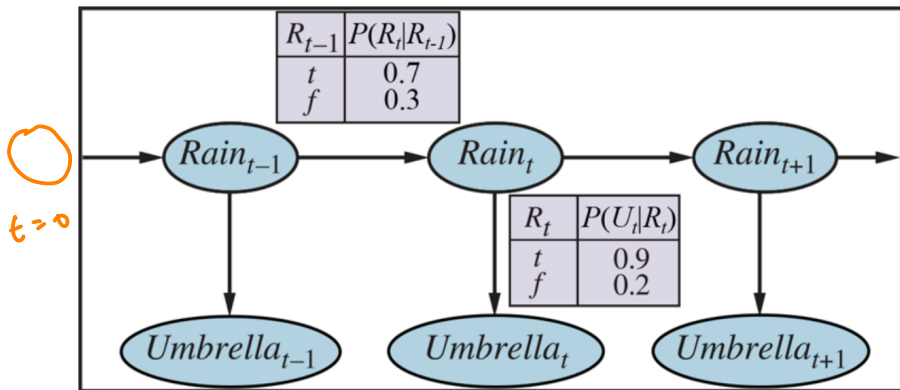 R_{t–1} P(R_t|R_{t-1})
t 0.7
f 0.3
Rain_{t–1}
Rain_t
Rain_{t+1}
t=0
R_t P(U_t|R_t)
t 0.9
f 0.2
Umbrella_{t–1}
Umbrella_t
Umbrella_{t+1}